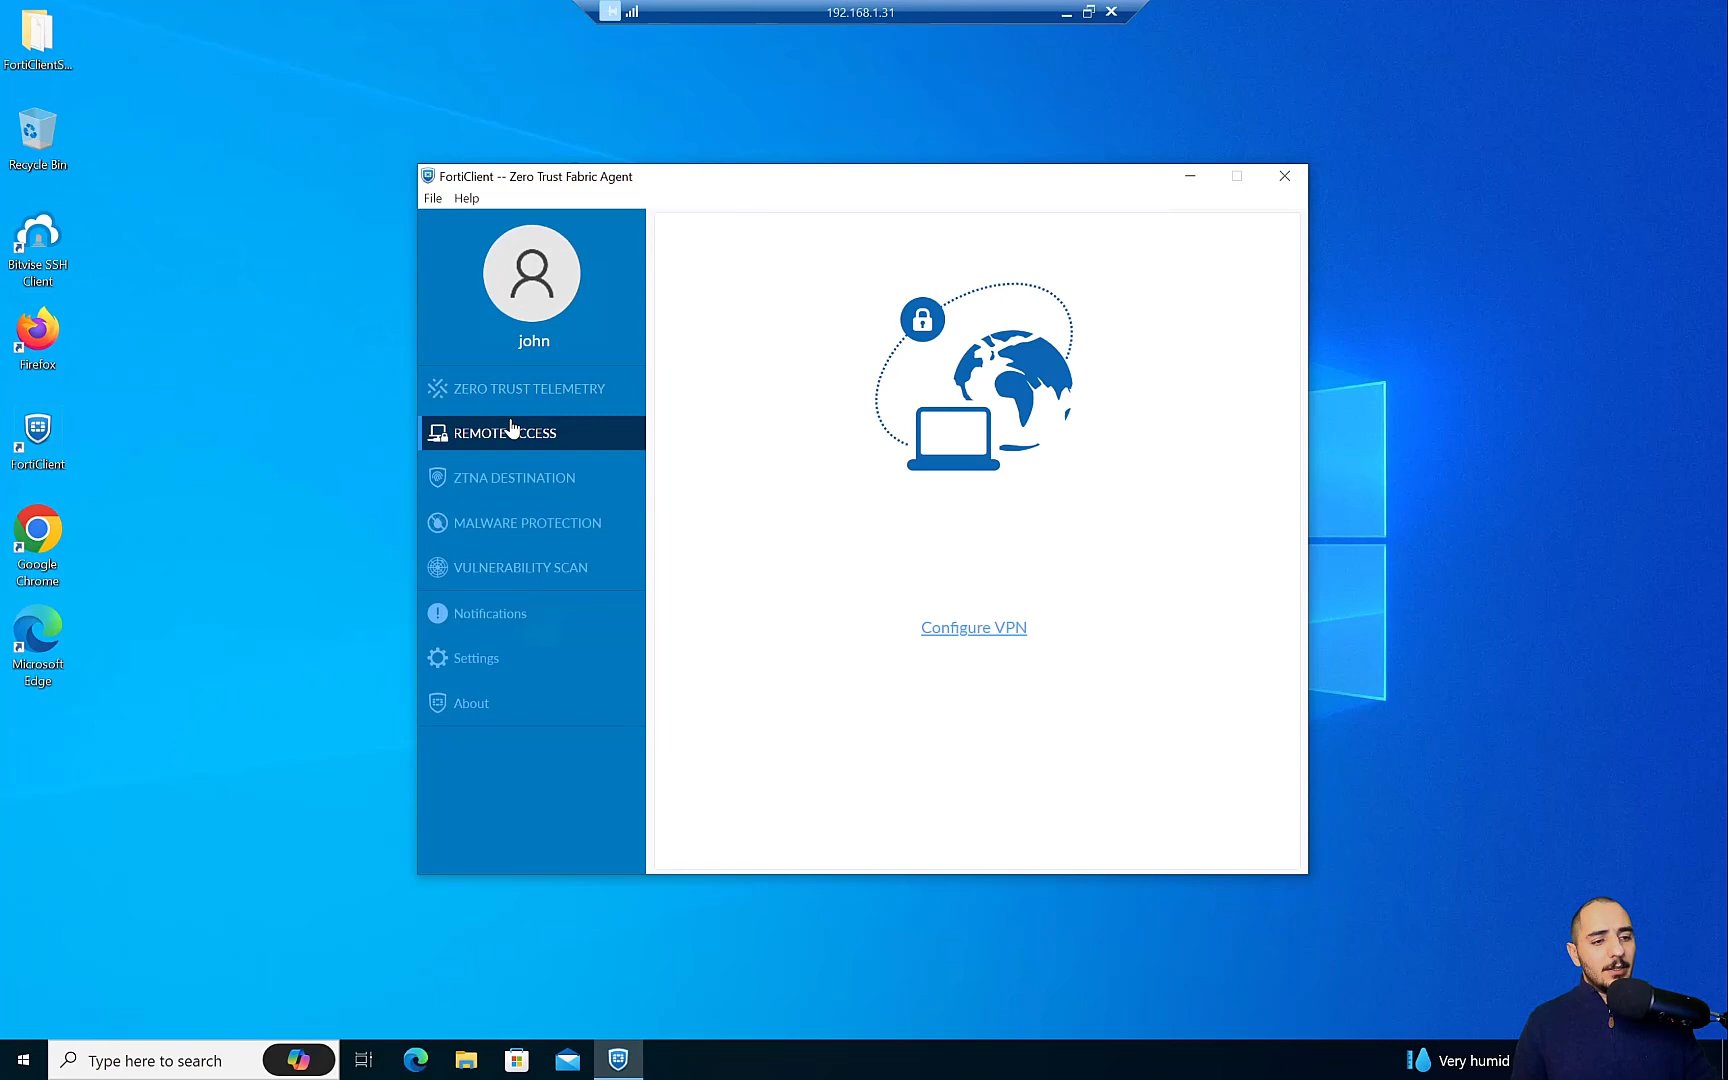 192.168.1.31
FortiClientS...
Recycle Bin
Bitvise SSH
Client
Firefox
FortiClient
Google
Chrome
Microsoft
Edge
FortiClient -- Zero Trust Fabric Agent
File Help
john
ZERO TRUST TELEMETRY
REMOTE ACCESS
ZTNA DESTINATION
MALWARE PROTECTION
VULNERABILITY SCAN
Notifications
Settings
About
Configure VPN
Type here to search
Very humid